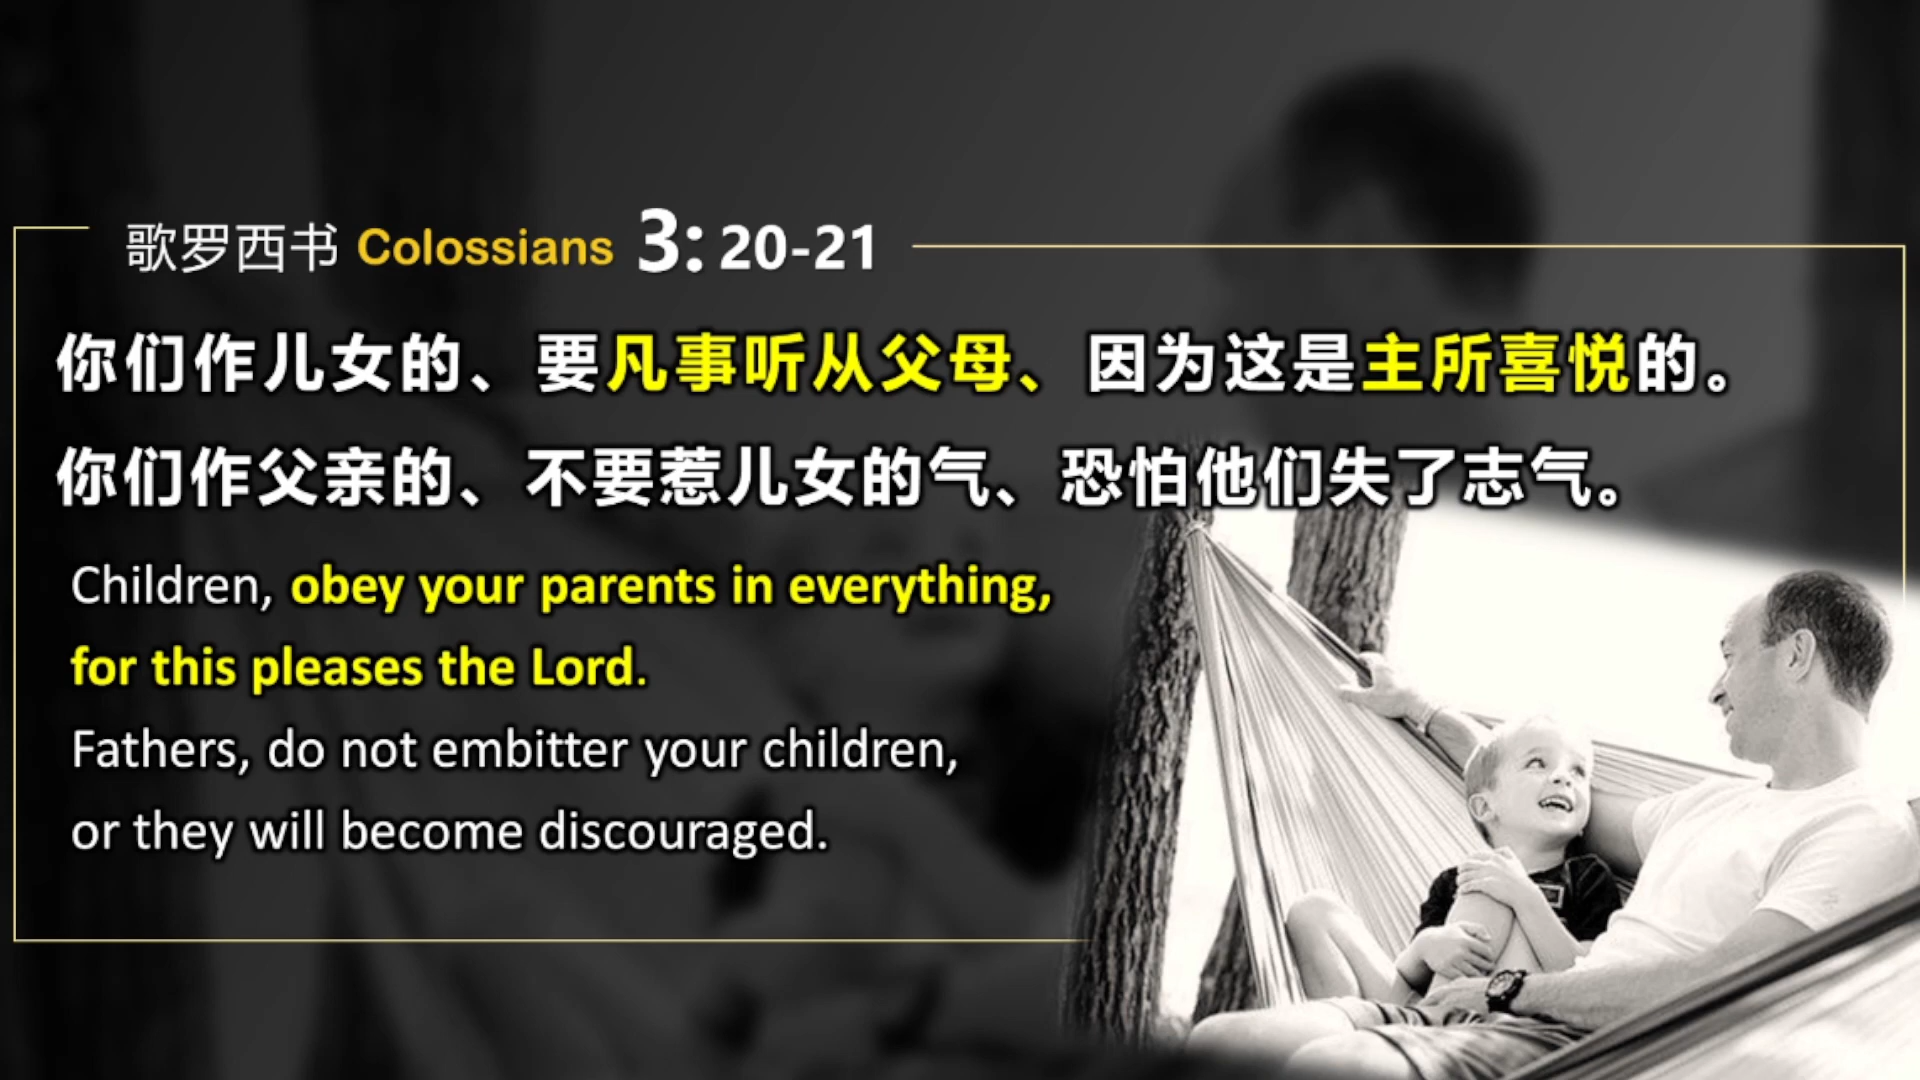 歌罗西书 Colossians 3: 20-21
你们作儿女的、要凡事听从父母、因为这是主所喜悦的。
你们作父亲的、不要惹儿女的气、恐怕他们失了志气。
Children, obey your parents in everything,
for this pleases the Lord.
Fathers, do not embitter your children,
or they will become discouraged.